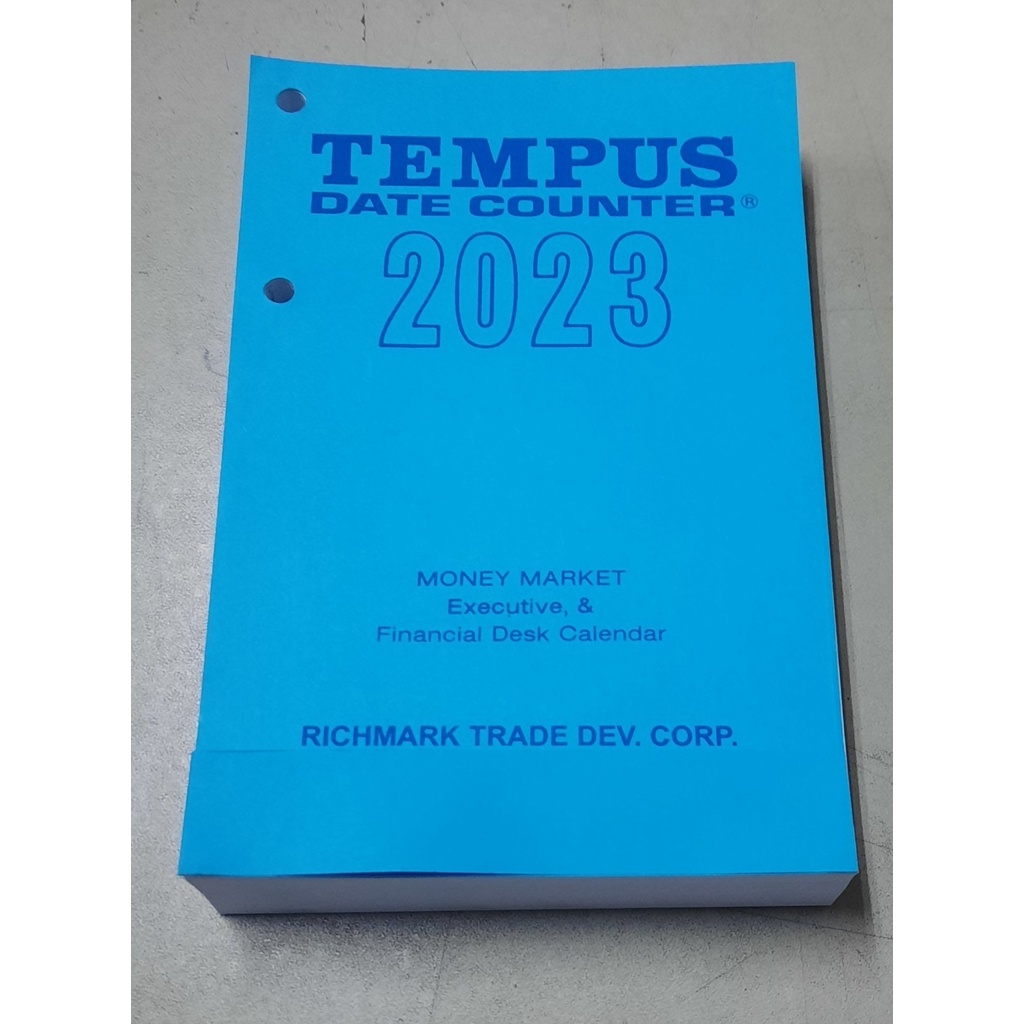 TEMPUS
DATE COUNTER®
2023
MONEY MARKET
Executive, &
Financial Desk Calendar
RICHMARK TRADE DEV. CORP.